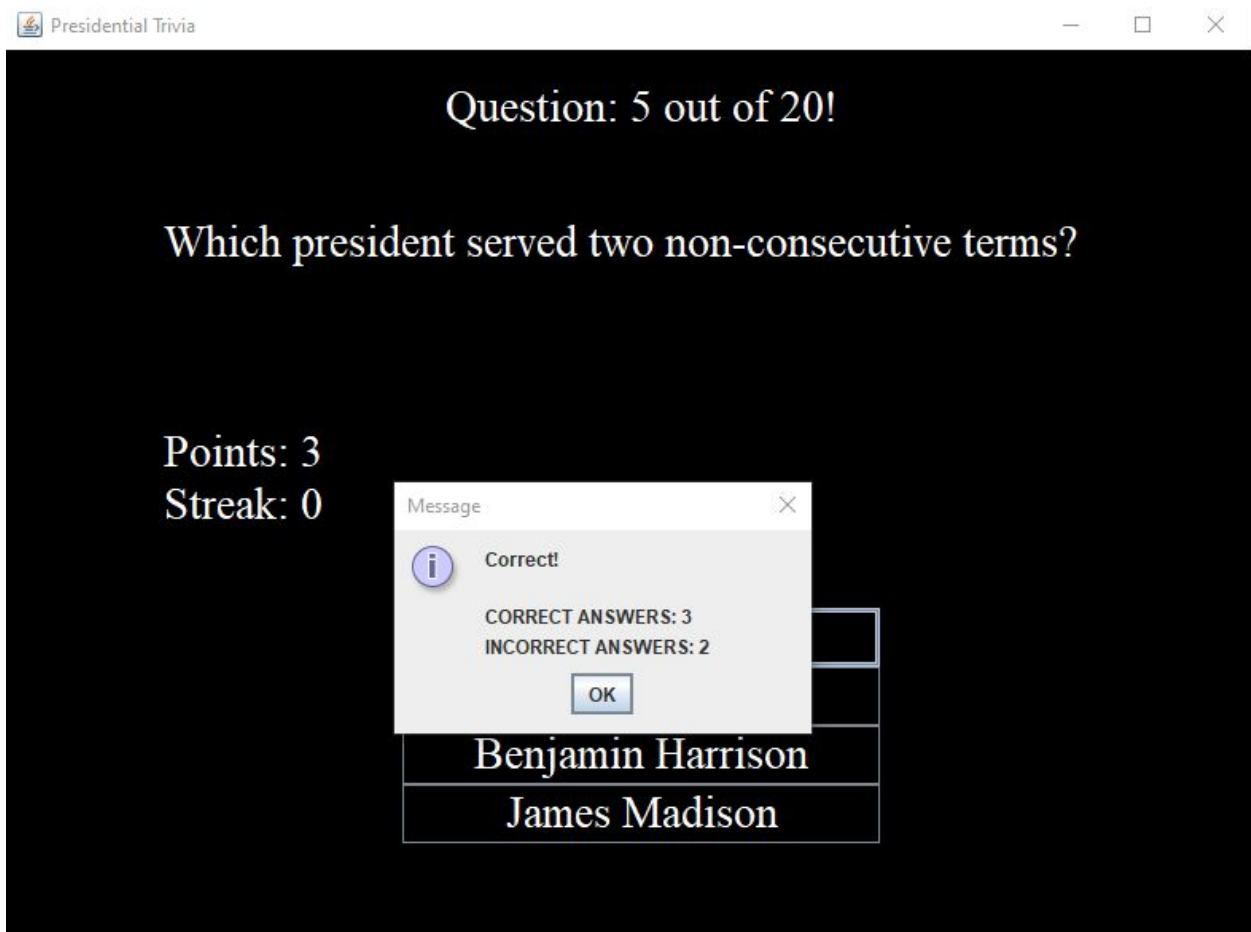 Presidential Trivia
Question: 5 out of 20!
Which president served two non-consecutive terms?
Points: 3
Streak: 0
Message
Correct!
CORRECT ANSWERS: 3
INCORRECT ANSWERS: 2
OK
Benjamin Harrison
James Madison